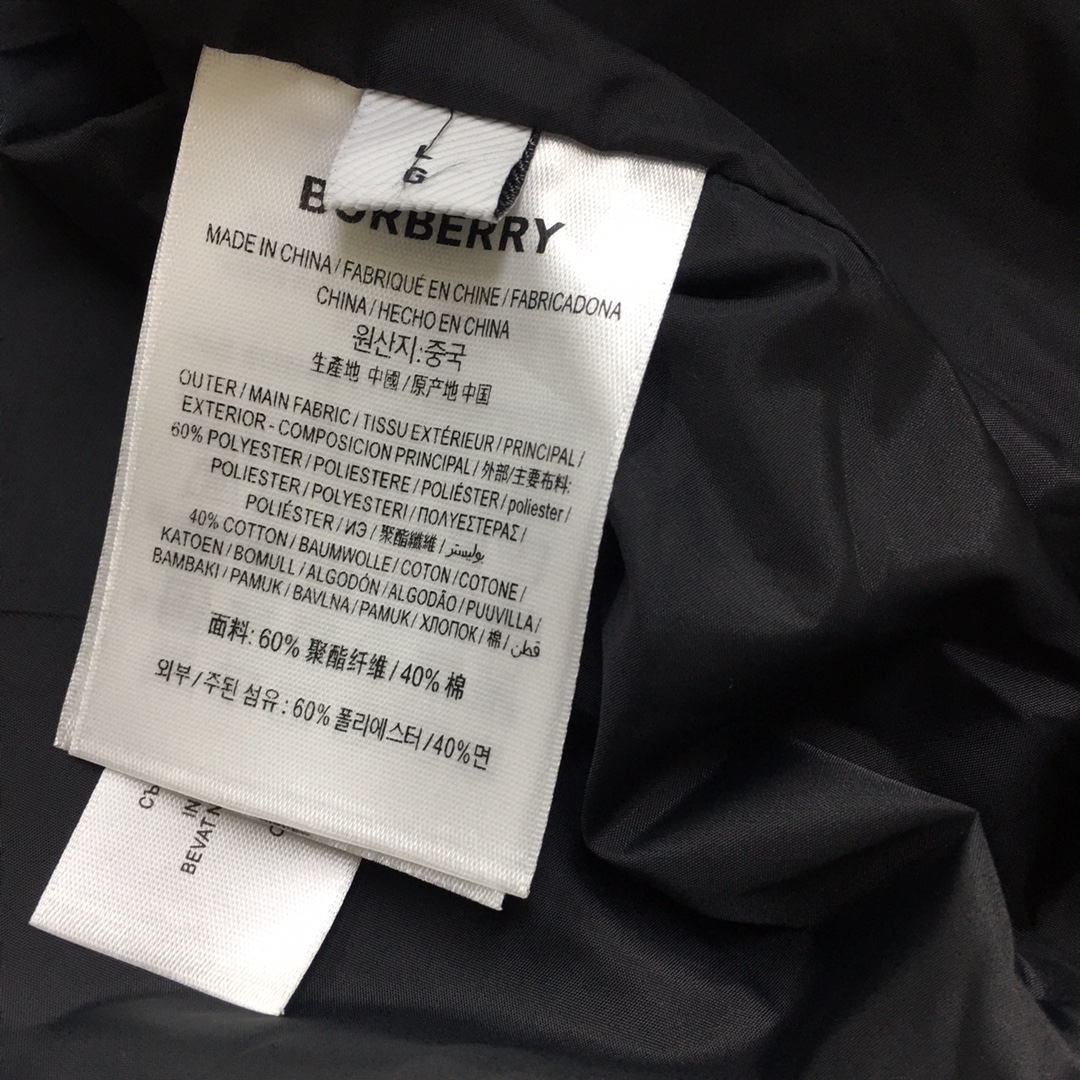 L
G
BURBERRY
MADE IN CHINA / FABRIQUÉ EN CHINE / FABRICADONA
CHINA / HECHO EN CHINA
원산지:중국
生產地 中國 / 原产地 中国
OUTER / MAIN FABRIC / TISSU EXTÉRIEUR / PRINCIPAL /
EXTERIOR - COMPOSICION PRINCIPAL / 外部/主要布料:
60% POLYESTER / POLIESTERE / POLIÉSTER / poliester /
POLIESTER / POLYESTERI / ΠΟΛΥΕΣΤΕΡΑΣ /
POLIÉSTER / ИЭ / 聚酯纖維 / بوليستر
40% COTTON / BAUMWOLLE / COTON / COTONE /
KATOEN / BOMULL / ALGODÓN / ALGODÃO / PUUVILLA /
BAMBAKI / PAMUK / BAVLNA / PAMUK / ХЛОПОК / 棉 / قطن
面料: 60% 聚酯纤维 / 40% 棉
외부 / 주된 섬유 : 60% 폴리에스터 / 40%면
BEVAT